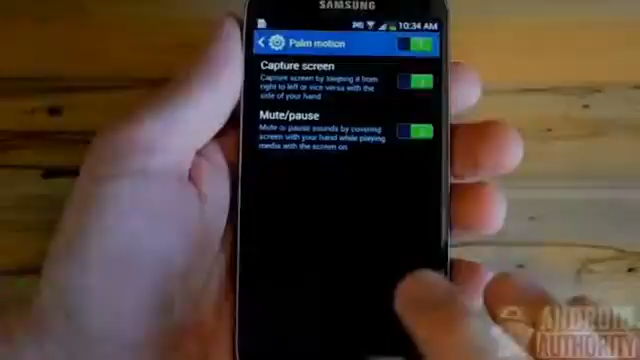 SAMSUNG
10:34 AM
Palm motion
Capture screen
Capture screen by swiping it from
right to left or vice versa with the
side of your hand
Mute/pause
Mute or pause sounds by covering
screen with your hand while playing
media with the screen on
ANDROID
AUTHORITY